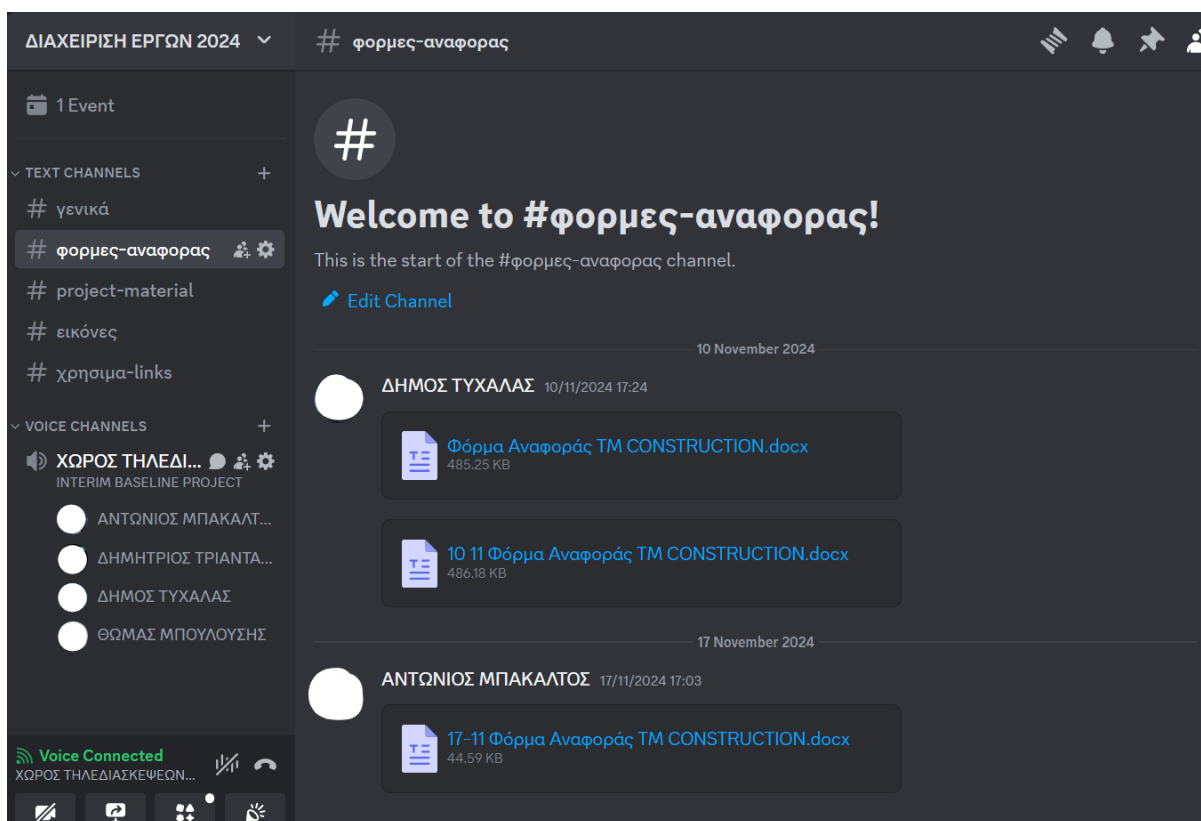 ΔΙΑΧΕΙΡΙΣΗ ΕΡΓΩΝ 2024
1 Event
TEXT CHANNELS
# γενικά
# φορμες-αναφορας
# project-material
# εικόνες
# χρησιμα-links
VOICE CHANNELS
ΧΩΡΟΣ ΤΗΛΕΔΙ...
INTERIM BASELINE PROJECT
ΑΝΤΩΝΙΟΣ ΜΠΑΚΑΛΤ...
ΔΗΜΗΤΡΙΟΣ ΤΡΙΑΝΤΑ...
ΔΗΜΟΣ ΤΥΧΑΛΑΣ
ΘΩΜΑΣ ΜΠΟΥΛΟΥΣΗΣ
Voice Connected
ΧΩΡΟΣ ΤΗΛΕΔΙΑΣΚΕΨΕΩΝ...
# φορμες-αναφορας
#
Welcome to #φορμες-αναφορας!
This is the start of the #φορμες-αναφορας channel.
Edit Channel
10 November 2024
ΔΗΜΟΣ ΤΥΧΑΛΑΣ 10/11/2024 17:24
Φόρμα Αναφοράς TM CONSTRUCTION.docx
485.25 KB
10 11 Φόρμα Αναφοράς TM CONSTRUCTION.docx
486.18 KB
17 November 2024
ΑΝΤΩΝΙΟΣ ΜΠΑΚΑΛΤΟΣ 17/11/2024 17:03
17-11 Φόρμα Αναφοράς TM CONSTRUCTION.docx
44.59 KB